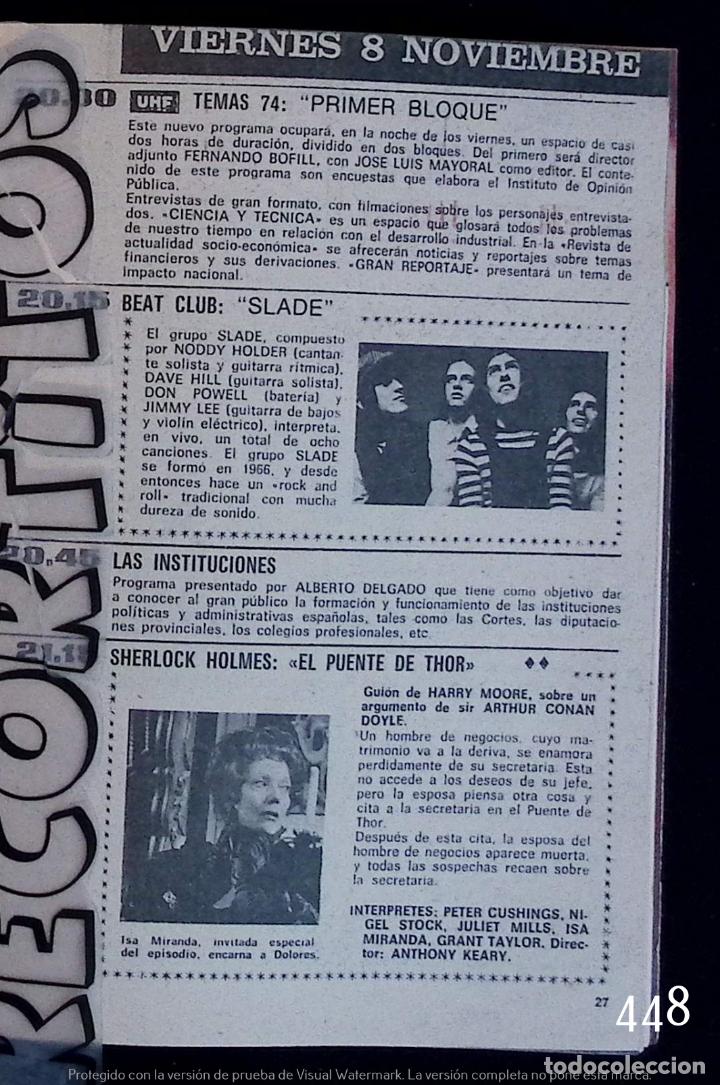 VIERNES 8 NOVIEMBRE
UHF TEMAS 74: "PRIMER BLOQUE"
Este nuevo programa ocupará, en la noche de los viernes, un espacio de casi
dos horas de duración, dividido en dos bloques. Del primero será director
adjunto FERNANDO BOFILL, con JOSE LUIS MAYORAL como editor. El conte-
nido de este programa son encuestas que elabora el Instituto de Opinión
Pública.
Entrevistas de gran formato, con filmaciones sobre los personajes entrevista-
dos. «CIENCIA Y TECNICA» es un espacio que glosará todos los problemas
de nuestro tiempo en relación con el desarrollo industrial. En la «Revista de
actualidad socio-económica» se afrecerán noticias y reportajes sobre temas
financieros y sus derivaciones. «GRAN REPORTAJE» presentará un tema de
impacto nacional.
20.15 BEAT CLUB: "SLADE"
El grupo SLADE, compuesto
por NODDY HOLDER (cantan-
te solista y guitarra rítmica),
DAVE HILL (guitarra solista),
DON POWELL (batería) y
JIMMY LEE (guitarra de bajos
y violín eléctrico), interpreta,
en vivo, un total de ocho
canciones. El grupo SLADE
se formó en 1966, y desde
entonces hace un «rock and
roll» tradicional con mucha
dureza de sonido.
20.45 LAS INSTITUCIONES
Programa presentado por ALBERTO DELGADO que tiene como objetivo dar
a conocer al gran público la formación y funcionamiento de las instituciones
políticas y administrativas españolas, tales como las Cortes, las diputacio-
nes provinciales, los colegios profesionales, etc
SHERLOCK HOLMES: «EL PUENTE DE THOR»
Guión de HARRY MOORE, sobre un
argumento de sir ARTHUR CONAN
DOYLE.
Un hombre de negocios, cuyo ma-
trimonio va a la deriva, se enamora
perdidamente de su secretaria. Esta
no accede a los deseos de su jefe,
pero la esposa piensa otra cosa y
cita a la secretaria en el Puente de
Thor.
Después de esta cita, la esposa del
hombre de negocios aparece muerta,
y todas las sospechas recaen sobre
la secretaria.
INTERPRETES: PETER CUSHINGS, NI-
GEL STOCK, JULIET MILLS, ISA
MIRANDA, GRANT TAYLOR. Direc-
tor: ANTHONY KEARY.
Isa Miranda, invitada especial
del episodio, encarna a Dolores.
27
448
RECORTITOS
todocoleccion
Protegido con la versión de prueba de Visual Watermark. La versión completa no pone esta marca.